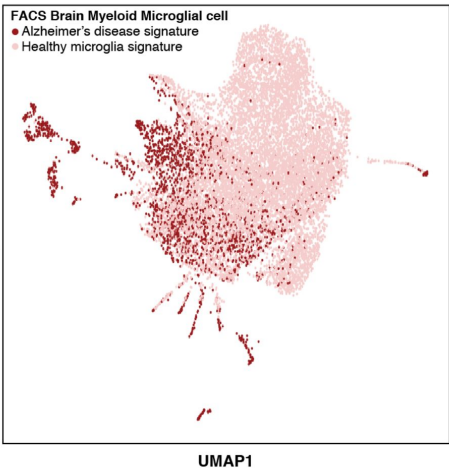 FACS Brain Myeloid Microglial cell
Alzheimer's disease signature
Healthy microglia signature
UMAP1